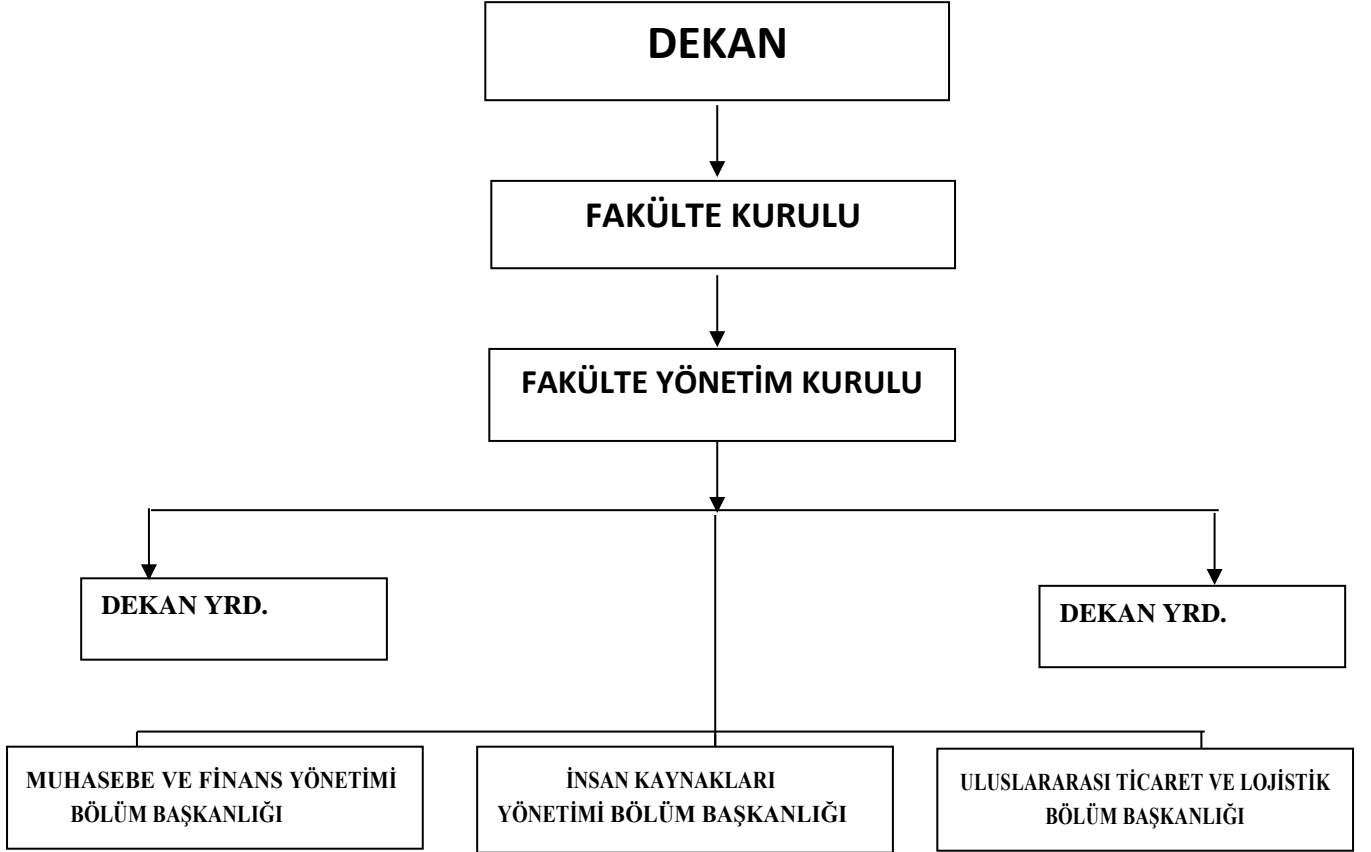 DEKAN
FAKÜLTE KURULU
FAKÜLTE YÖNETİM KURULU
DEKAN YRD.
DEKAN YRD.
MUHASEBE VE FİNANS YÖNETİMİ
BÖLÜM BAŞKANLIĞI
İNSAN KAYNAKLARI
YÖNETİMİ BÖLÜM BAŞKANLIĞI
ULUSLARARASI TİCARET VE LOJİSTİK
BÖLÜM BAŞKANLIĞI